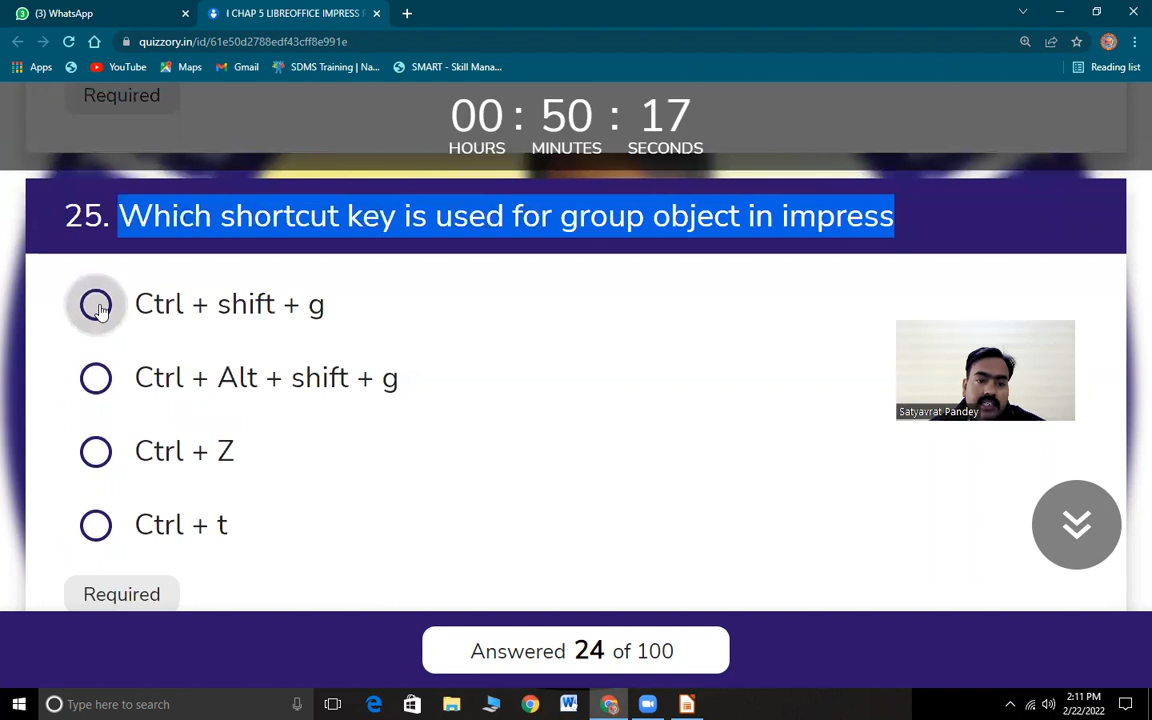 (3) WhatsApp
I CHAP 5 LIBREOFFICE IMPRESS
quizzory.in/id/61e50d2788edf43cff8e991e
Apps
YouTube
Maps
Gmail
SDMS Training | Na...
SMART - Skill Mana...
Reading list
Required
00 : 50 : 17
HOURS MINUTES SECONDS
25. Which shortcut key is used for group object in impress
Ctrl + shift + g
Ctrl + Alt + shift + g
Ctrl + Z
Ctrl + t
Satyavrat Pandey
Required
Answered 24 of 100
Type here to search
2:11 PM
2/22/2022